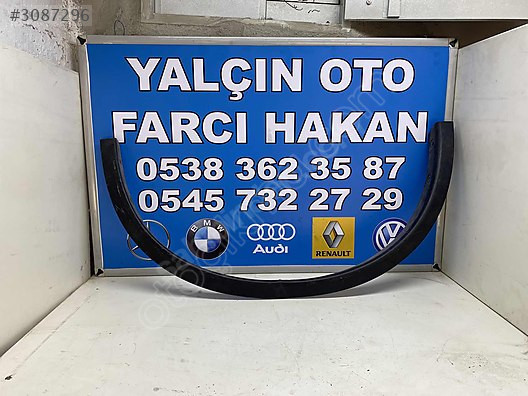 #3087296
YALÇIN OTO
FARCI HAKAN
0538 362 35 87
0545 732 27 29
BMW
Audi
RENAULT